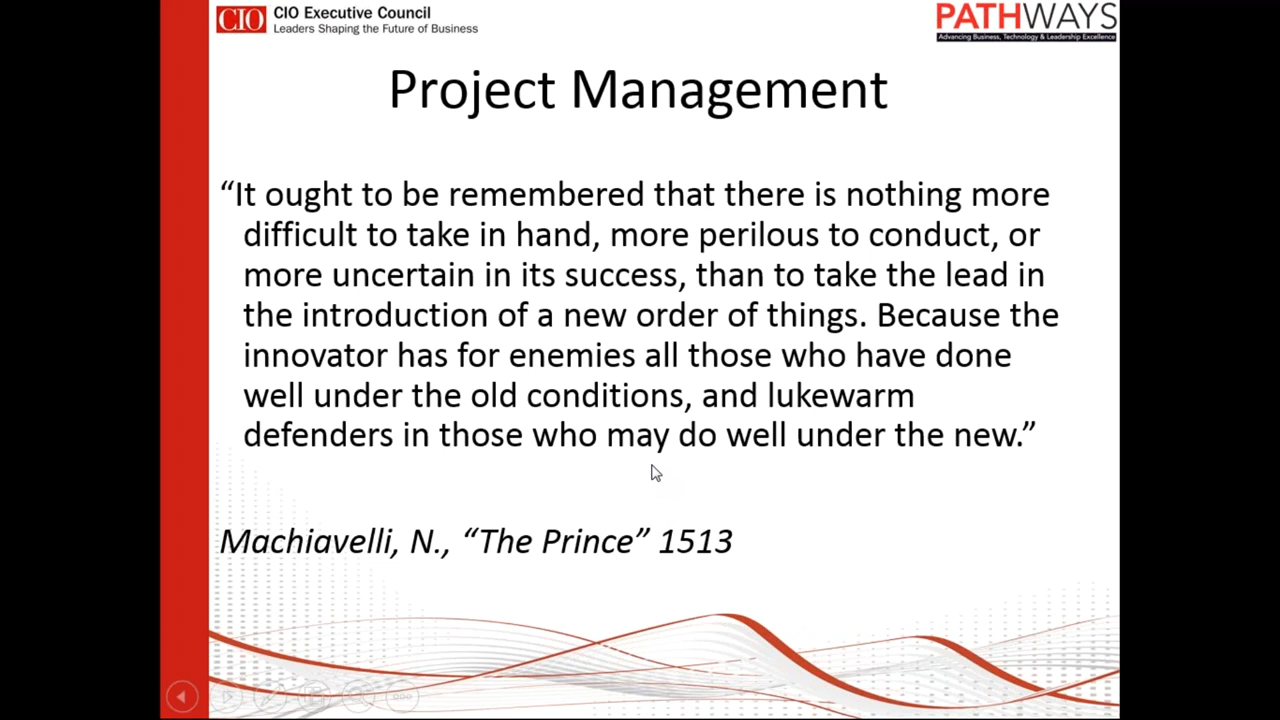 CIO
CIO Executive Council
Leaders Shaping the Future of Business
PATHWAYS
Advancing Business, Technology & Leadership Excellence
Project Management
“It ought to be remembered that there is nothing more
difficult to take in hand, more perilous to conduct, or
more uncertain in its success, than to take the lead in
the introduction of a new order of things. Because the
innovator has for enemies all those who have done
well under the old conditions, and lukewarm
defenders in those who may do well under the new.”
Machiavelli, N., “The Prince” 1513